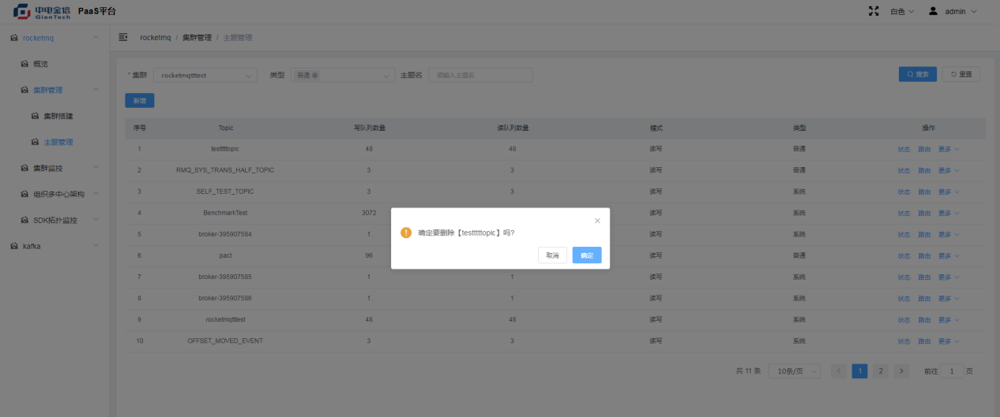 中电金信 GienTech PaaS平台
白色 admin
rocketmq
概览
集群管理
集群搭建
主题管理
集群监控
组织多中心架构
SDK拓扑监控
kafka
rocketmq / 集群管理 / 主题管理
* 集群 rocketmqtttest 类型 普通 主题名 请输入主题名 搜索 重置
新增
序号 Topic 写队列数量 读队列数量 模式 类型 操作
1 testttttopic 48 48 读写 普通 状态 路由 更多
2 RMQ_SYS_TRANS_HALF_TOPIC 3 3 读写 普通 状态 路由 更多
3 SELF_TEST_TOPIC 3 3 读写 系统 状态 路由 更多
4 BenchmarkTest 3072 读写 系统 状态 路由 更多
5 broker-395907584 1 读写 系统 状态 路由 更多
6 pact 96 读写 普通 状态 路由 更多
7 broker-395907585 1 1 读写 系统 状态 路由 更多
8 broker-395907586 1 1 读写 系统 状态 路由 更多
9 rocketmqtttest 48 48 读写 系统 状态 路由 更多
10 OFFSET_MOVED_EVENT 3 3 读写 系统 状态 路由 更多
确定要删除【testttttopic】吗?
取消 确定
共 11 条 10条/页 1 2 前往 1 页